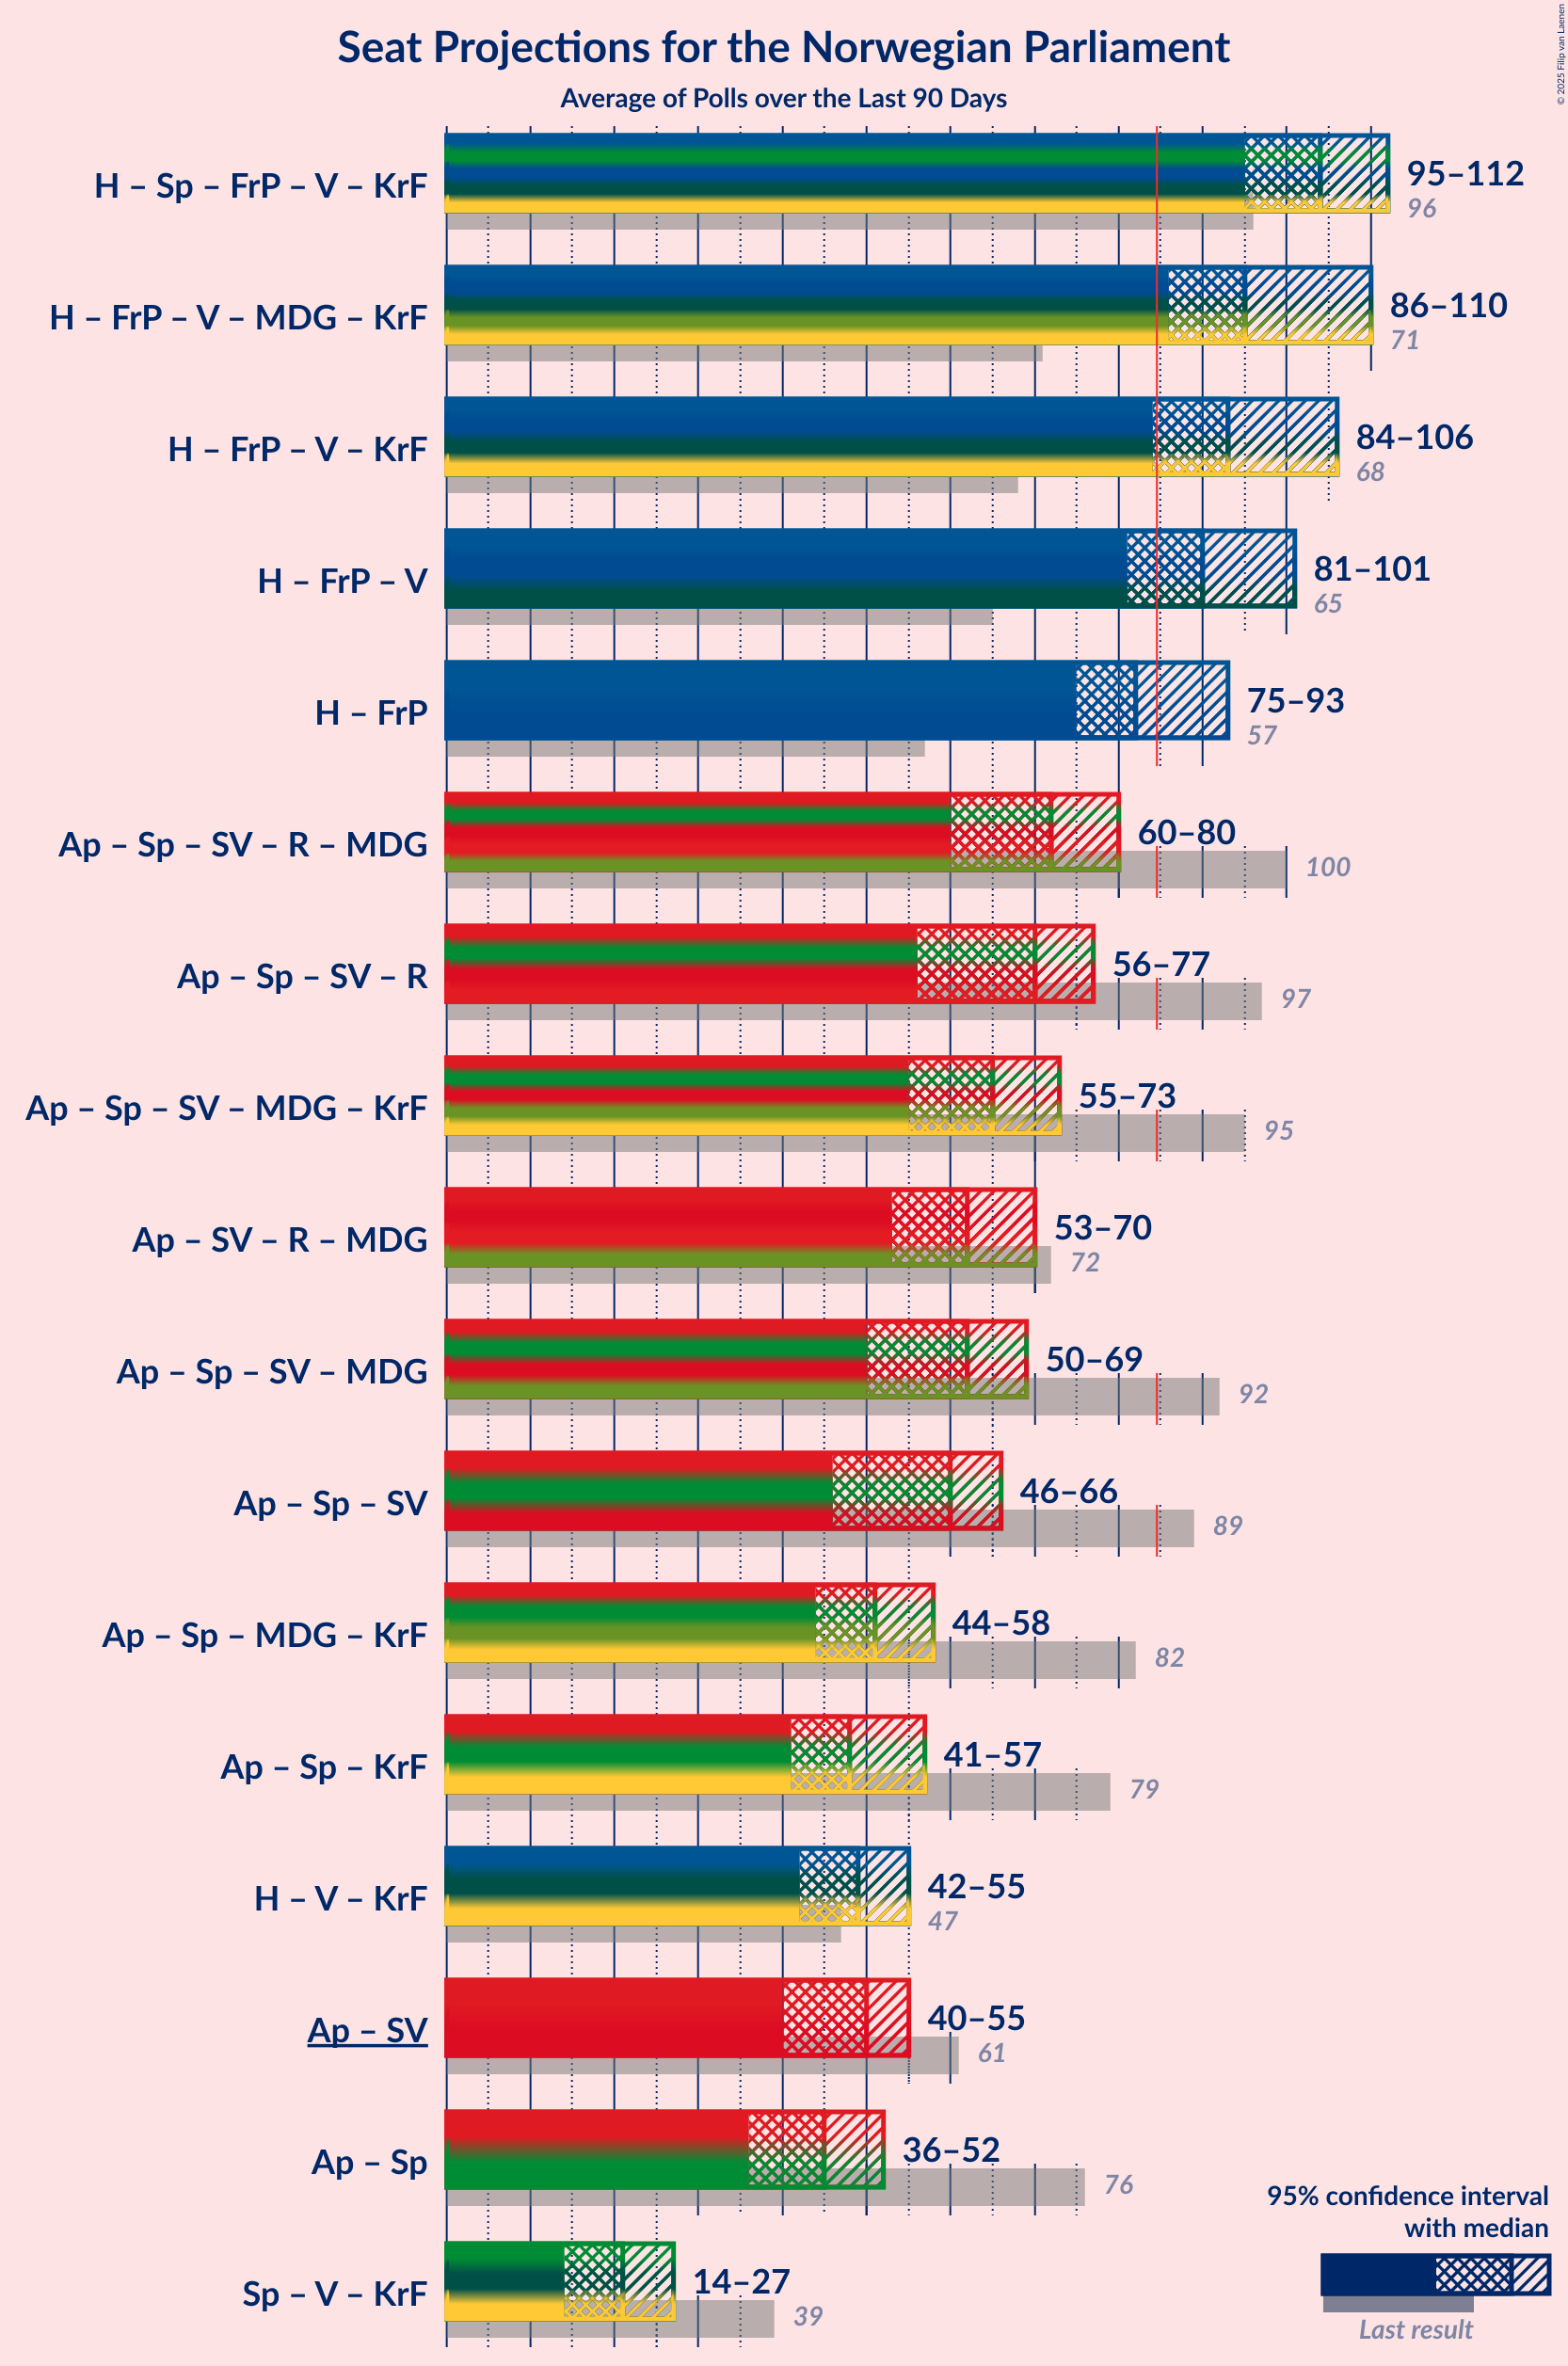 Seat Projections for the Norwegian Parliament
Average of Polls over the Last 90 Days
© 2025 Filip van Laenen
H – Sp – FrP – V – KrF
95–112
96
H – FrP – V – MDG – KrF
86–110
71
H – FrP – V – KrF
84–106
68
H – FrP – V
81–101
65
H – FrP
75–93
57
Ap – Sp – SV – R – MDG
60–80
100
Ap – Sp – SV – R
56–77
97
Ap – Sp – SV – MDG – KrF
55–73
95
Ap – SV – R – MDG
53–70
72
Ap – Sp – SV – MDG
50–69
92
Ap – Sp – SV
46–66
89
Ap – Sp – MDG – KrF
44–58
82
Ap – Sp – KrF
41–57
79
H – V – KrF
42–55
47
Ap – SV
40–55
61
Ap – Sp
36–52
76
Sp – V – KrF
14–27
39
95% confidence interval
with median
Last result